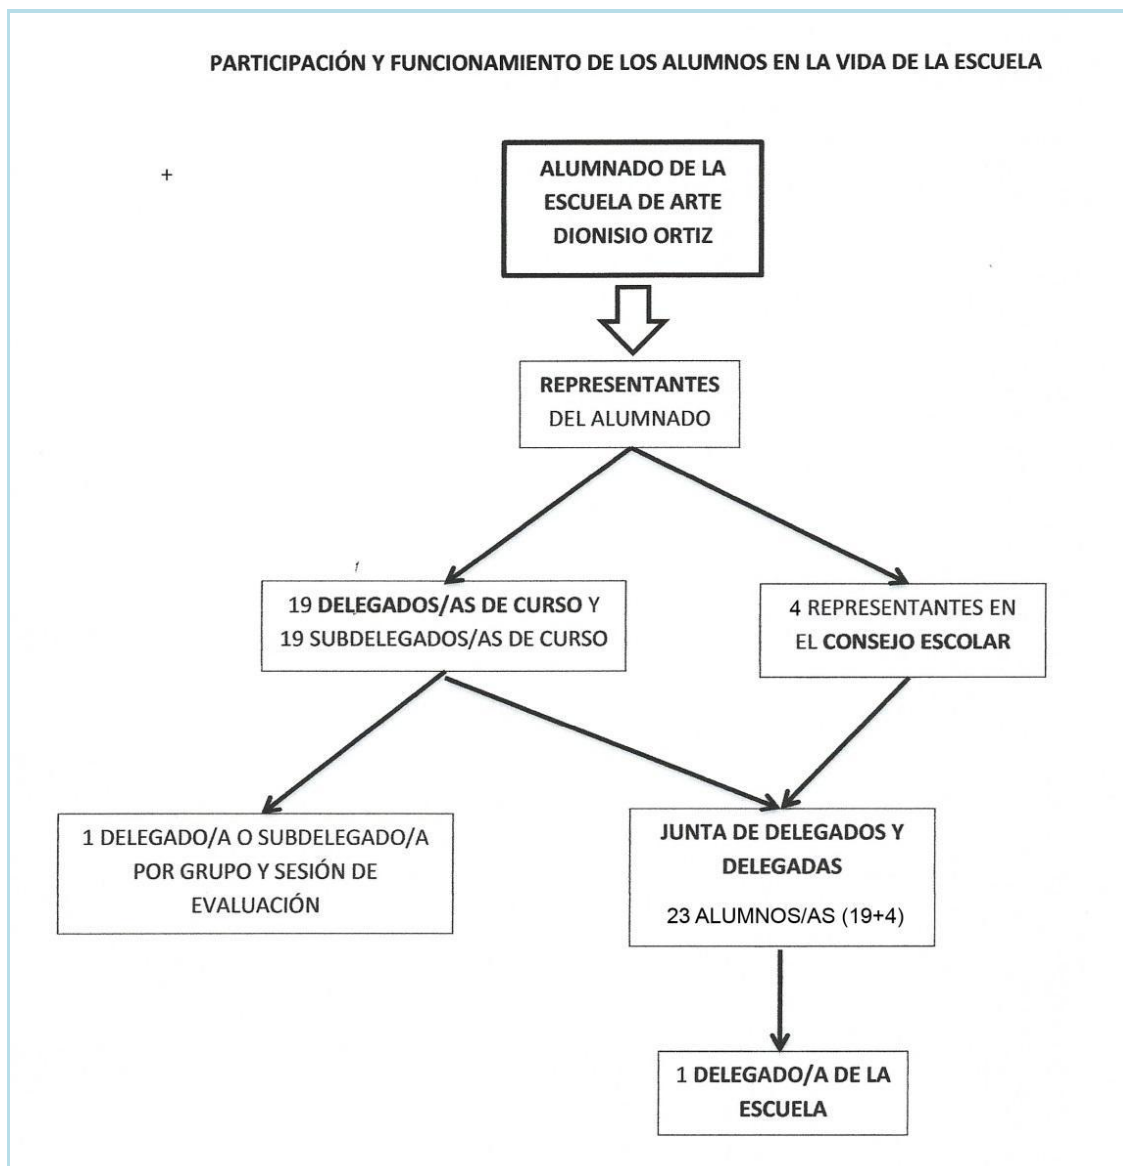 PARTICIPACIÓN Y FUNCIONAMIENTO DE LOS ALUMNOS EN LA VIDA DE LA ESCUELA
+
ALUMNADO DE LA
ESCUELA DE ARTE
DIONISIO ORTIZ
REPRESENTANTES
DEL ALUMNADO
19 DELEGADOS/AS DE CURSO Y
19 SUBDELEGADOS/AS DE CURSO
4 REPRESENTANTES EN
EL CONSEJO ESCOLAR
1 DELEGADO/A O SUBDELEGADO/A
POR GRUPO Y SESIÓN DE
EVALUACIÓN
JUNTA DE DELEGADOS Y
DELEGADAS
23 ALUMNOS/AS (19+4)
1 DELEGADO/A DE LA
ESCUELA